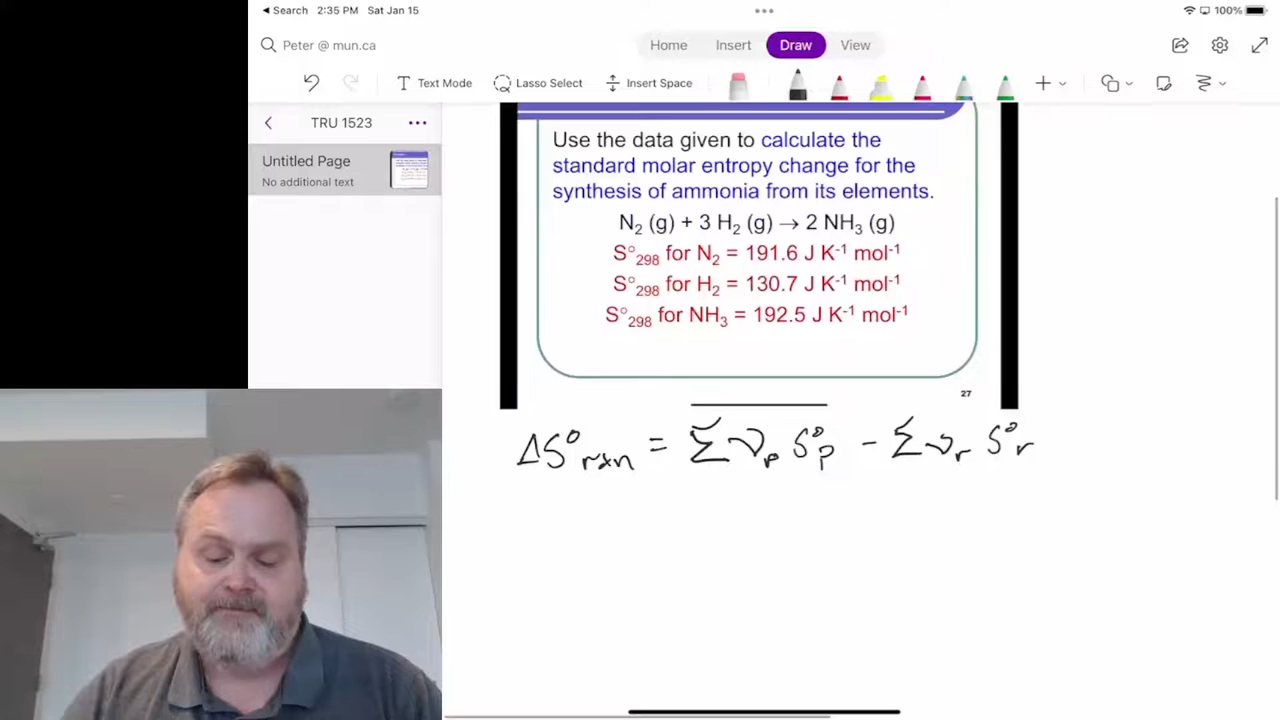 ◀ Search 2:35 PM Sat Jan 15 100%
Peter @ mun.ca
Home Insert Draw View
Text Mode Lasso Select Insert Space
TRU 1523
Untitled Page
No additional text
Use the data given to calculate the
standard molar entropy change for the
synthesis of ammonia from its elements.
N₂ (g) + 3 H₂ (g) → 2 NH₃ (g)
S°₂₉₈ for N₂ = 191.6 J K⁻¹ mol⁻¹
S°₂₉₈ for H₂ = 130.7 J K⁻¹ mol⁻¹
S°₂₉₈ for NH₃ = 192.5 J K⁻¹ mol⁻¹
27
ΔS°rxn = Σ νp S°p - Σ νr S°r